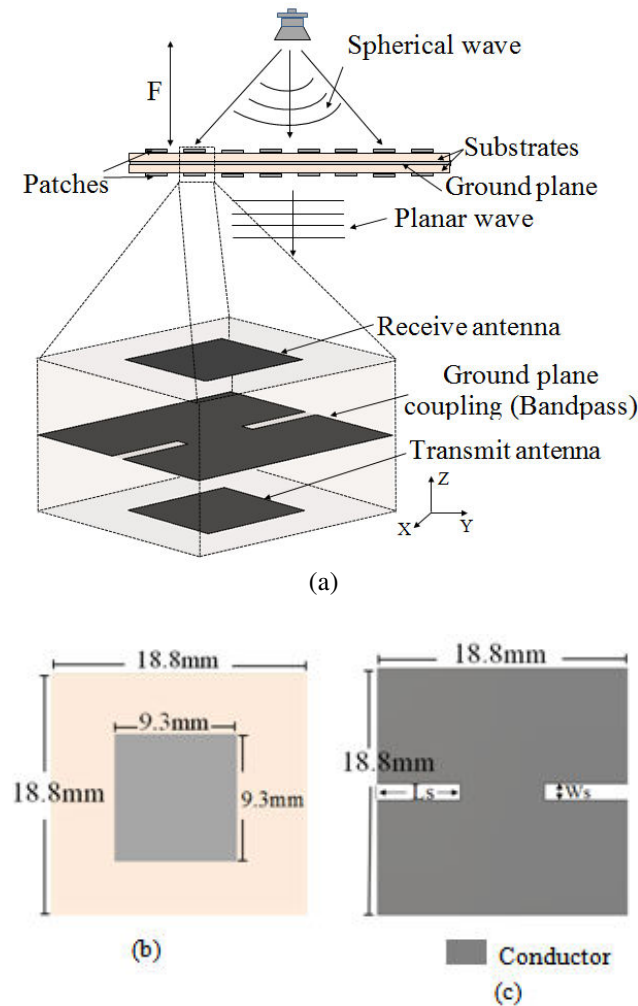 Spherical wave
F
Substrates
Patches
Ground plane
Planar wave
Receive antenna
Ground plane
coupling (Bandpass)
Transmit antenna
Z
X
Y
(a)
18.8mm
18.8mm
9.3mm
18.8mm
18.8mm
9.3mm
Ls
Ws
(b)
Conductor
(c)